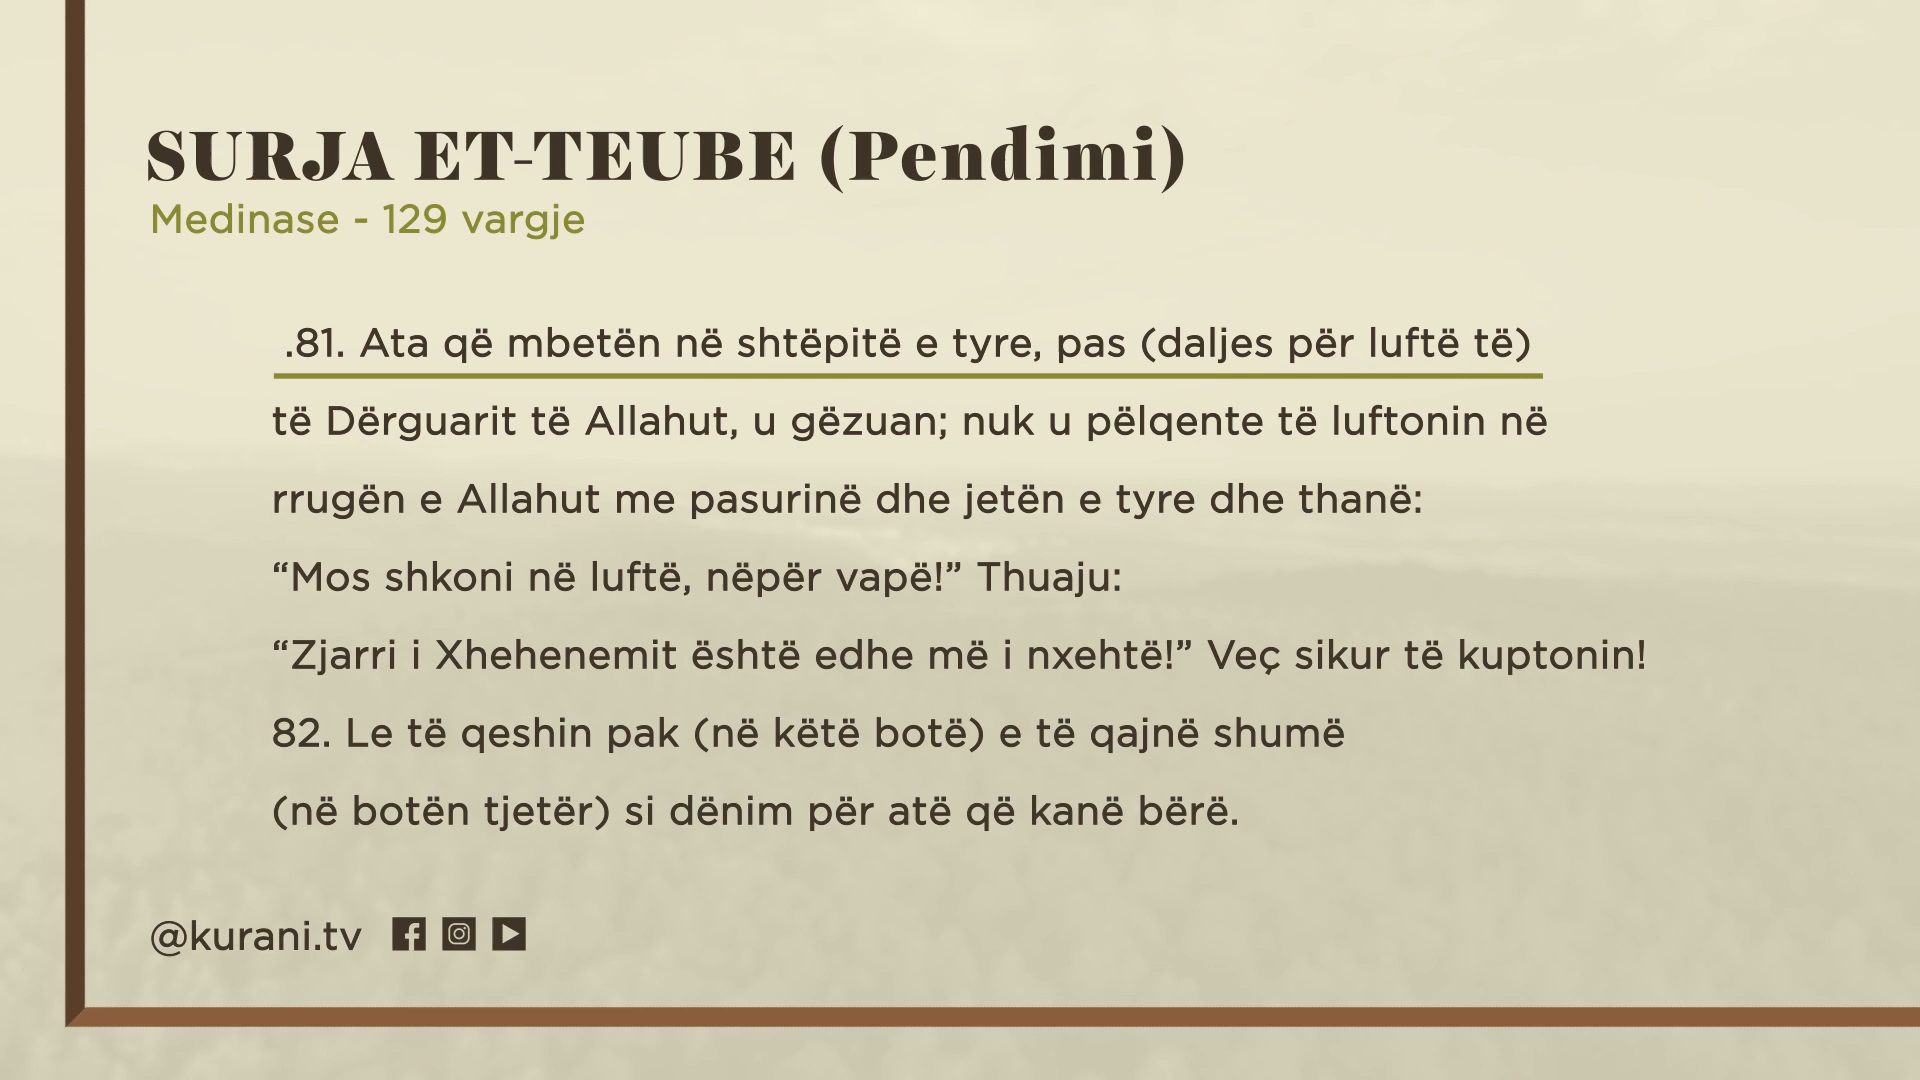 SURJA ET-TEUBE (Pendimi)
Medinase - 129 vargje
.81. Ata që mbetën në shtëpitë e tyre, pas (daljes për luftë të)
të Dërguarit të Allahut, u gëzuan; nuk u pëlqente të luftonin në
rrugën e Allahut me pasurinë dhe jetën e tyre dhe thanë:
“Mos shkoni në luftë, nëpër vapë!” Thuaju:
“Zjarri i Xhehenemit është edhe më i nxehtë!” Veç sikur të kuptonin!
82. Le të qeshin pak (në këtë botë) e të qajnë shumë
(në botën tjetër) si dënim për atë që kanë bërë.
@kurani.tv